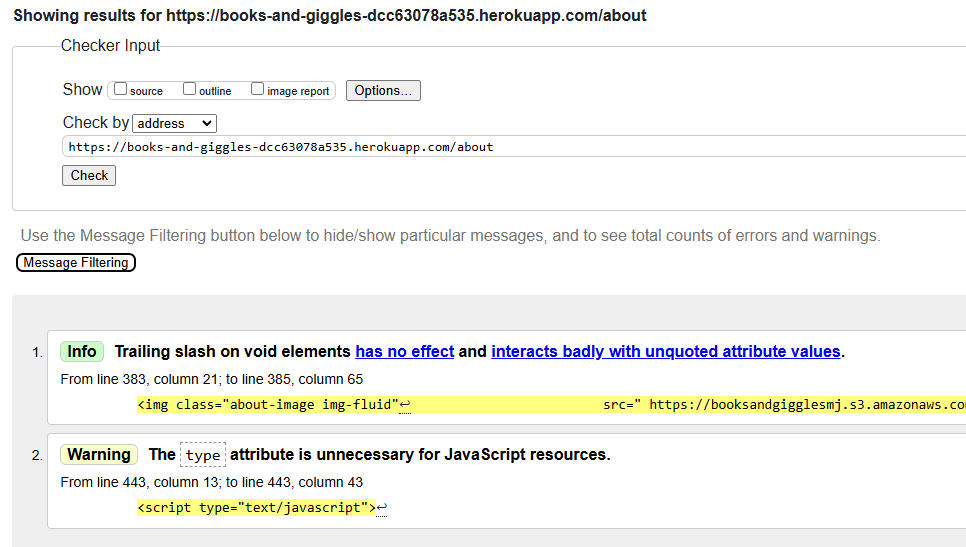 Showing results for https://books-and-giggles-dcc63078a535.herokuapp.com/about
Checker Input
Show source outline image report Options...
Check by address
https://books-and-giggles-dcc63078a535.herokuapp.com/about
Check
Use the Message Filtering button below to hide/show particular messages, and to see total counts of errors and warnings.
Message Filtering
1. Info Trailing slash on void elements has no effect and interacts badly with unquoted attribute values.
From line 383, column 21; to line 385, column 65
<img class="about-image img-fluid"↩ src=" https://booksandgigglesmj.s3.amazonaws.co
2. Warning The type attribute is unnecessary for JavaScript resources.
From line 443, column 13; to line 443, column 43
<script type="text/javascript">↩